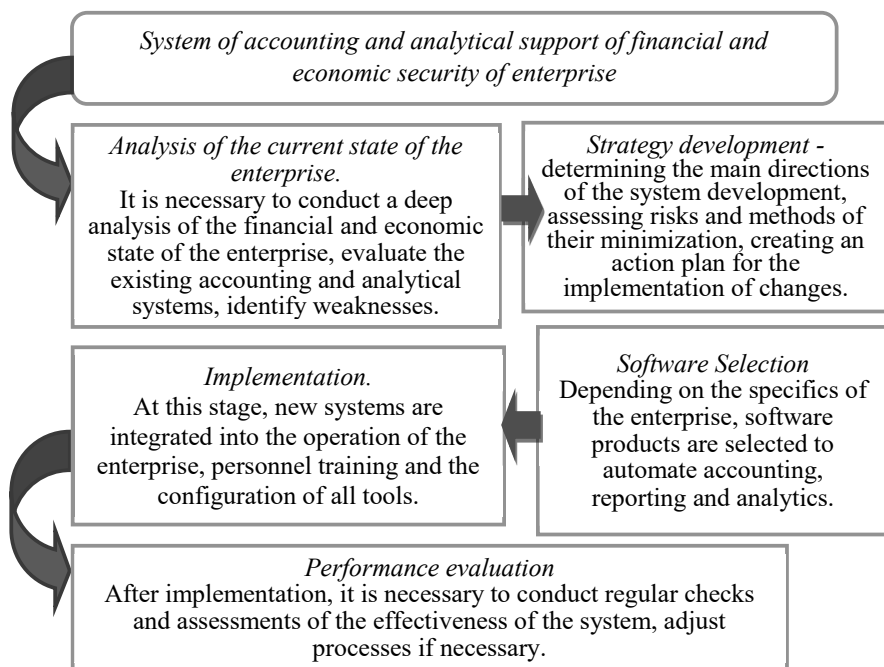 System of accounting and analytical support of financial and
economic security of enterprise
Analysis of the current state of the
enterprise.
It is necessary to conduct a deep
analysis of the financial and economic
state of the enterprise, evaluate the
existing accounting and analytical
systems, identify weaknesses.
Strategy development -
determining the main directions
of the system development,
assessing risks and methods of
their minimization, creating an
action plan for the
implementation of changes.
Software Selection
Depending on the specifics of
the enterprise, software
products are selected to
automate accounting,
reporting and analytics.
Implementation.
At this stage, new systems are
integrated into the operation of the
enterprise, personnel training and the
configuration of all tools.
Performance evaluation
After implementation, it is necessary to conduct regular checks
and assessments of the effectiveness of the system, adjust
processes if necessary.